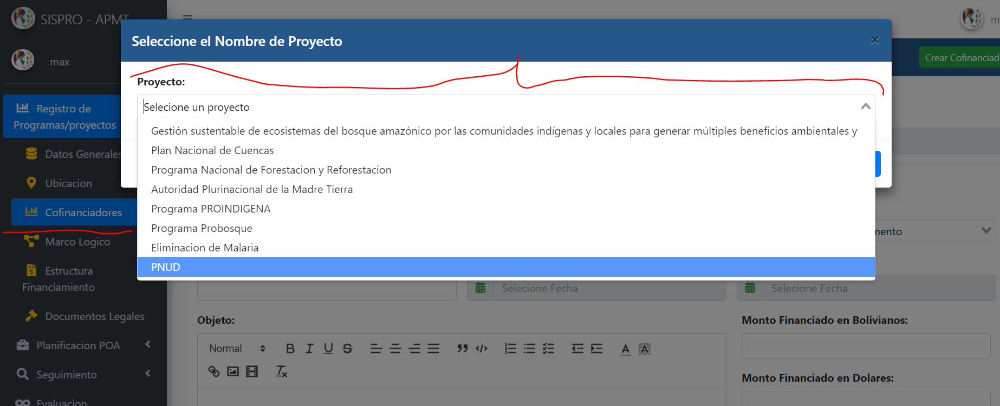 SISPRO - APMT
max
Registro de
Programas/proyectos
Datos Generales
Ubicacion
Cofinanciadores
Marco Logico
Estructura
Financiamiento
Documentos Legales
Planificacion POA
Seguimiento
Evaluacion
Seleccione el Nombre de Proyecto
×
Proyecto:
Selecione un proyecto
Gestión sustentable de ecosistemas del bosque amazónico por las comunidades indígenas y locales para generar múltiples beneficios ambientales y
Plan Nacional de Cuencas
Programa Nacional de Forestacion y Reforestacion
Autoridad Plurinacional de la Madre Tierra
Programa PROINDIGENA
Programa Probosque
Eliminacion de Malaria
PNUD
m
Crear Cofinanciad
mento
Selecione Fecha
Selecione Fecha
Objeto:
Normal
Monto Financiado en Bolivianos:
Monto Financiado en Dolares: